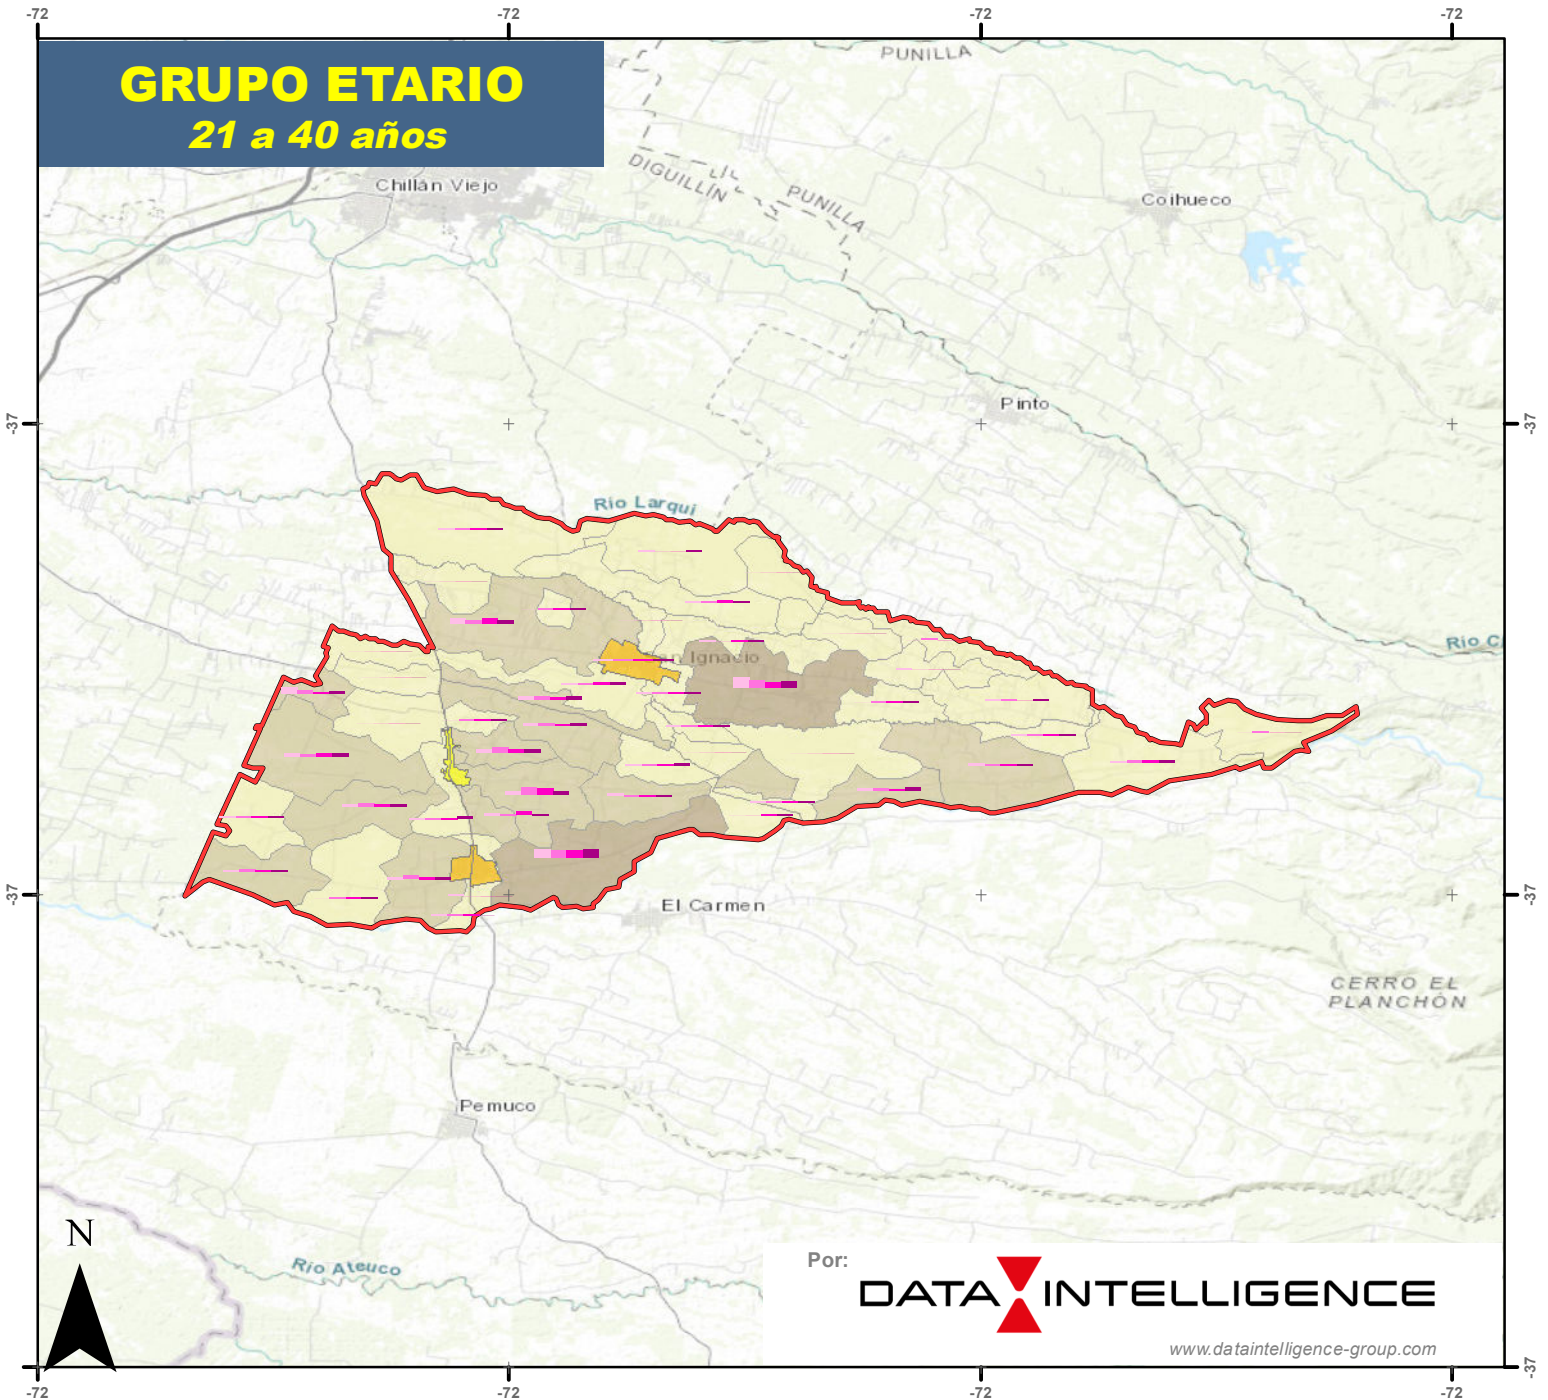 -72 -72 -72 -72
GRUPO ETARIO
21 a 40 años
PUNILLA
Chillán Viejo
DIGUILLÍN
PUNILLA
Coihueco
Pinto
-37 -37
Río Larqui
Río
San Ignacio
-37 -37
El Carmen
CERRO EL
PLANCHÓN
Pemuco
N
Río Ateuco
Por:
DATA INTELLIGENCE
www.dataintelligence-group.com
-37
-72 -72 -72 -72